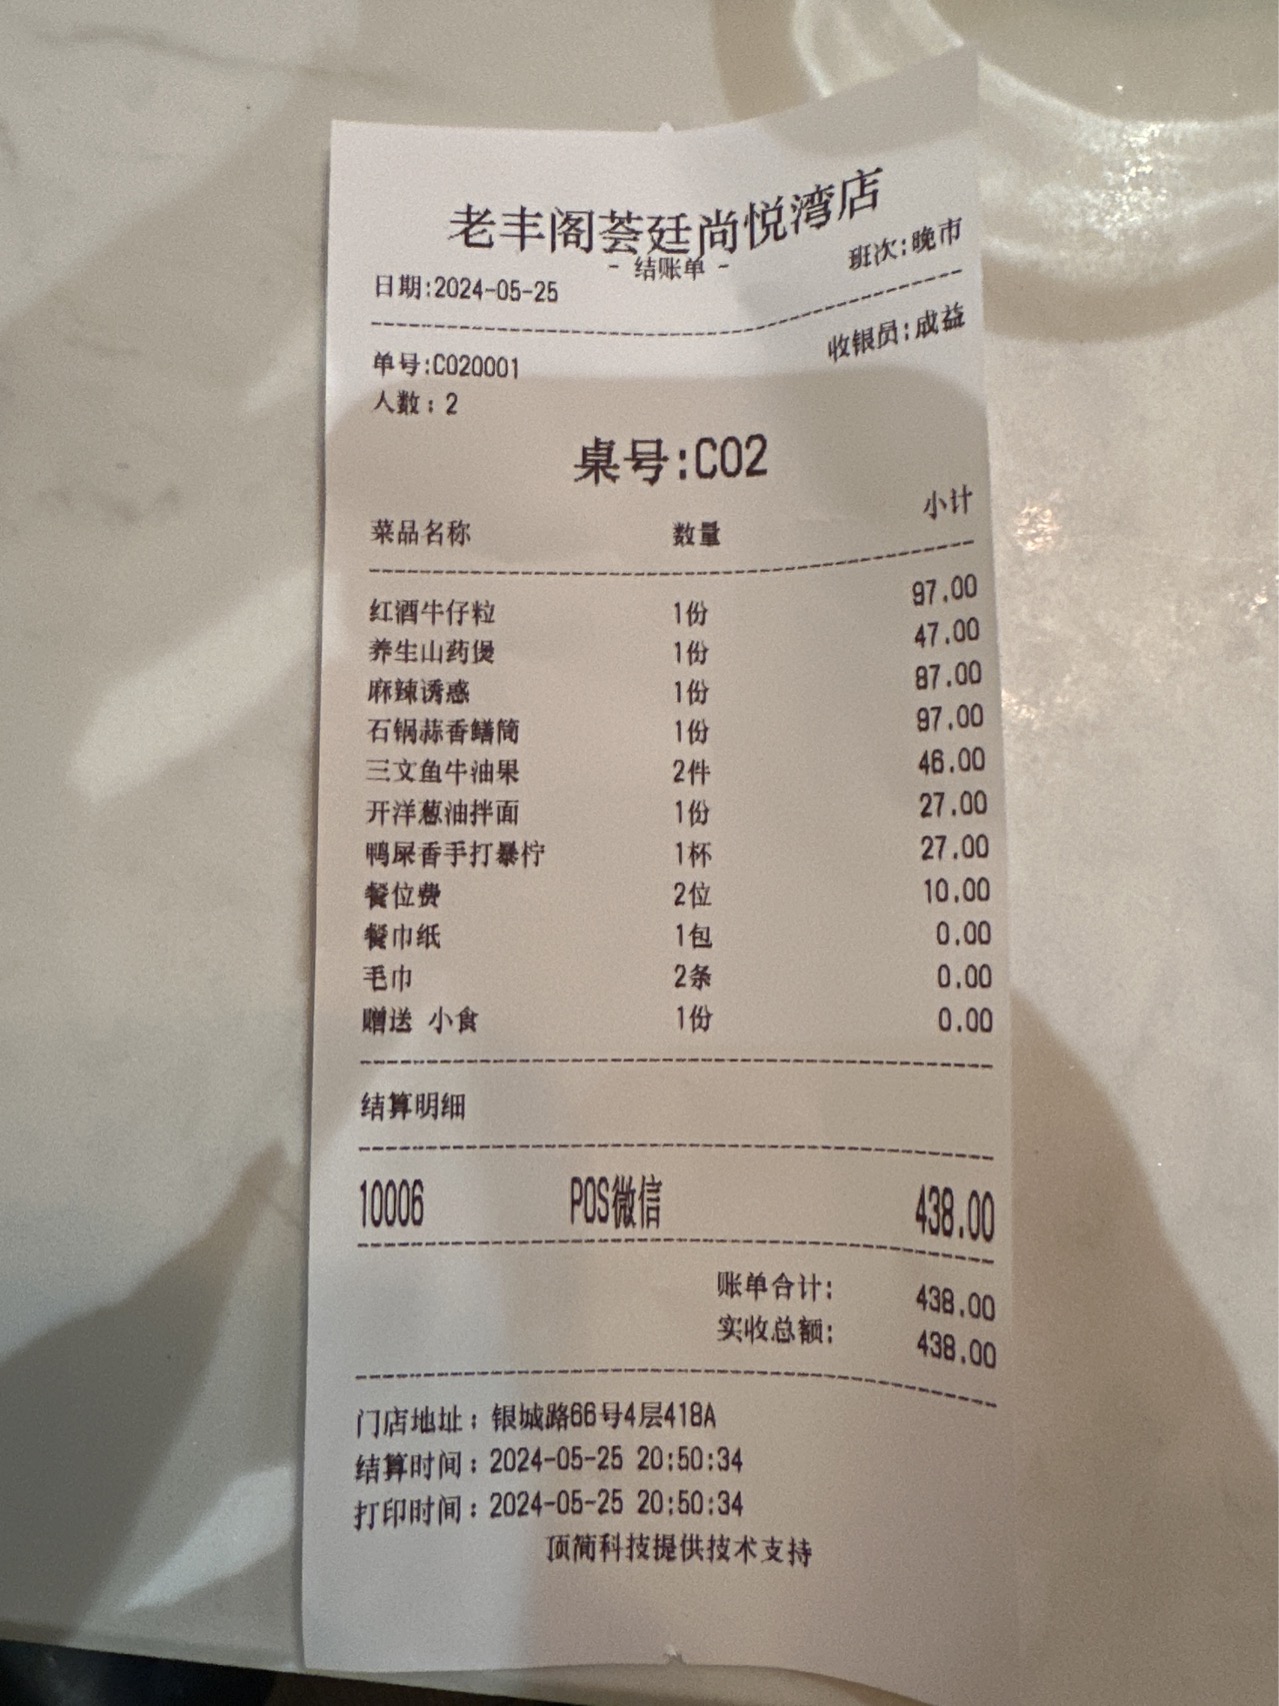 老丰阁荟廷尚悦湾店
- 结账单 -
日期:2024-05-25 班次:晚市
单号:C020001 收银员:成益
人数: 2
桌号:C02
菜品名称 数量 小计
红酒牛仔粒 1份 97.00
养生山药煲 1份 47.00
麻辣诱惑 1份 87.00
石锅蒜香鳝筒 1份 97.00
三文鱼牛油果 2件 46.00
开洋葱油拌面 1份 27.00
鸭屎香手打暴柠 1杯 27.00
餐位费 2位 10.00
餐巾纸 1包 0.00
毛巾 2条 0.00
赠送 小食 1份 0.00
结算明细
10006 POS微信 438.00
账单合计: 438.00
实收总额: 438.00
门店地址: 银城路66号4层418A
结算时间: 2024-05-25 20:50:34
打印时间: 2024-05-25 20:50:34
顶简科技提供技术支持